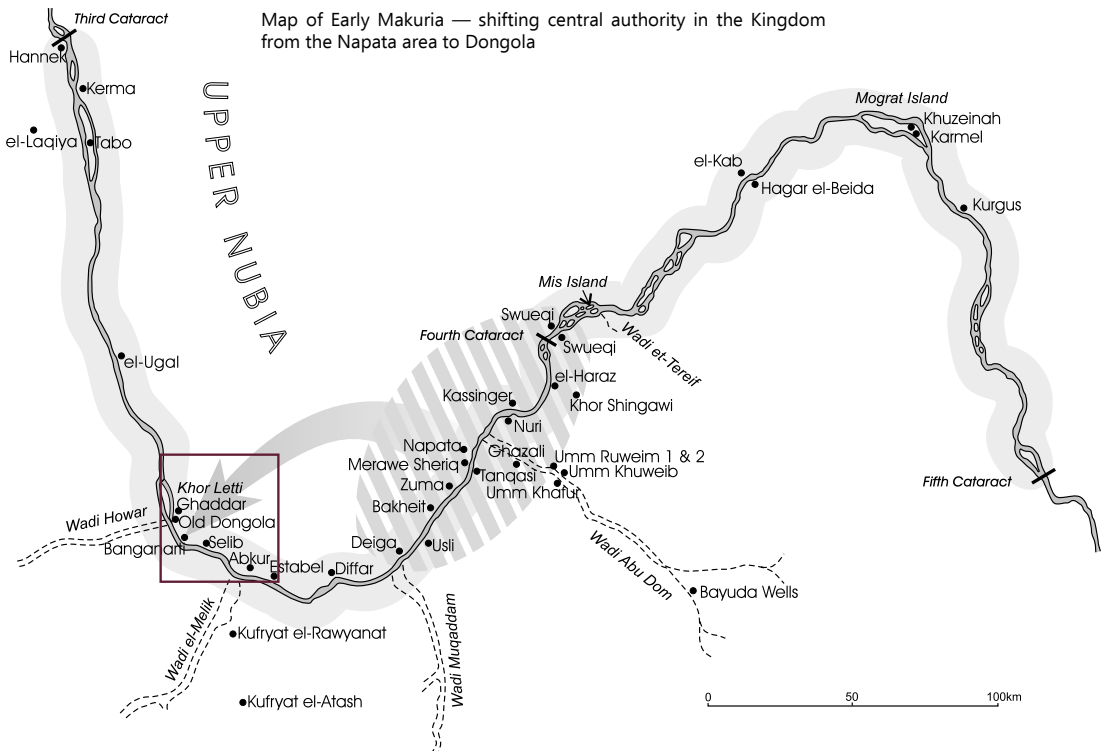 Map of Early Makuria — shifting central authority in the Kingdom
from the Napata area to Dongola
Third Cataract
Hannek
Kerma
el-Laqiya
Tabo
UPPER NUBIA
el-Ugal
Mograt Island
Khuzeinah
Karmel
el-Kab
Hagar el-Beida
Kurgus
Mis Island
Swueqi
Fourth Cataract
Swueqi
Wadi et-Tereif
el-Haraz
Kassinger
Khor Shingawi
Nuri
Napata
Ghazali
Umm Ruweim 1 & 2
Merawe Sheriq
Tanqasi
Umm Khuweib
Zuma
Umm Khafur
Bakheit
Fifth Cataract
Khor Letti
Ghaddar
Wadi Howar
Old Dongola
Banganarti
Selib
Deiga
Usli
Abkur
Estabel
Diffar
Wadi Abu Dom
Bayuda Wells
Wadi el-Melik
Kufryat el-Rawyanat
Wadi Muqaddam
Kufryat el-Atash
0
50
100km